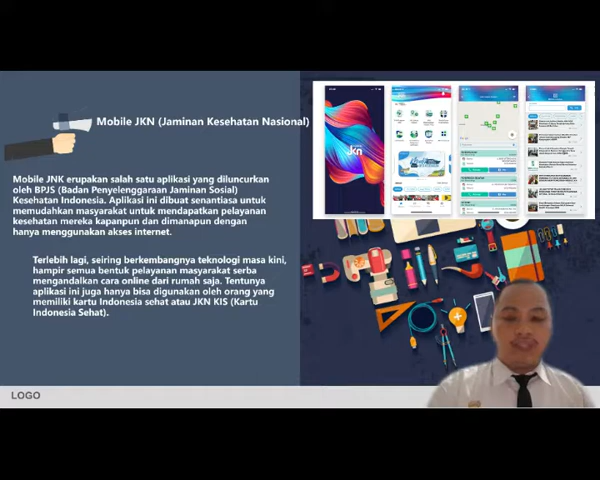 Mobile JKN (Jaminan Kesehatan Nasional)
Mobile JNK erupakan salah satu aplikasi yang diluncurkan
oleh BPJS (Badan Penyelenggaraan Jaminan Sosial)
Kesehatan Indonesia. Aplikasi ini dibuat senantiasa untuk
memudahkan masyarakat untuk mendapatkan pelayanan
kesehatan mereka kapanpun dan dimanapun dengan
hanya menggunakan akses internet.
Terlebih lagi, seiring berkembangnya teknologi masa kini,
hampir semua bentuk pelayanan masyarakat serba
mengandalkan cara online dari rumah saja. Tentunya
aplikasi ini juga hanya bisa digunakan oleh orang yang
memiliki kartu Indonesia sehat atau JKN KIS (Kartu
Indonesia Sehat).
jkn
LOGO